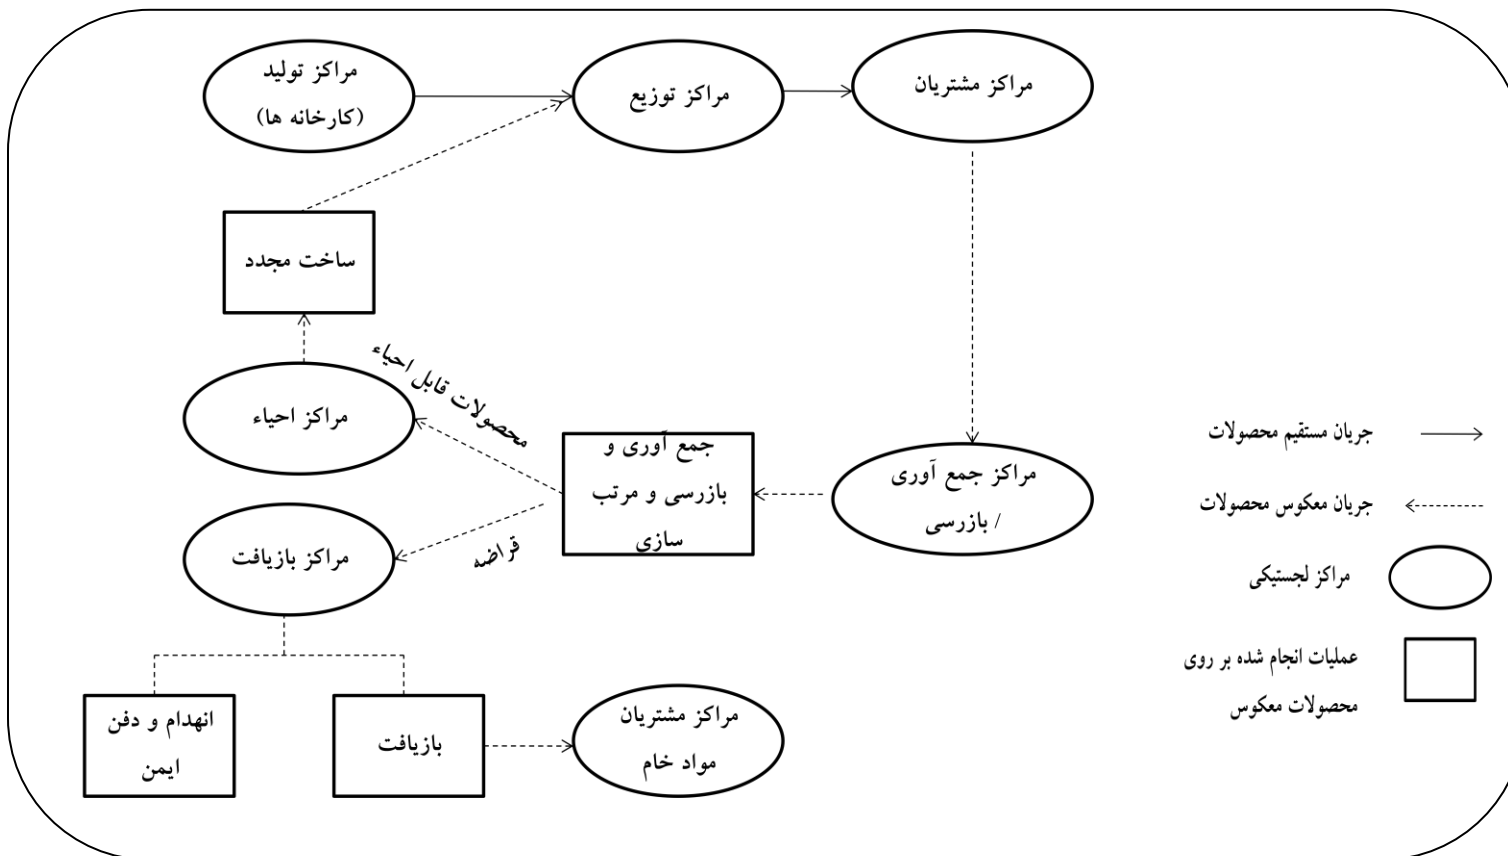 مراکز تولید
(کارخانه ها)
مراکز توزیع
مراکز مشتریان
ساخت مجدد
محصولات قابل احیاء
مراکز احیاء
جمع آوری و
بازرسی و مرتب
سازی
مراکز جمع آوری
/ بازرسی
قراضه
مراکز بازیافت
انهدام و دفن
ایمن
بازیافت
مراکز مشتریان
مواد خام
جریان مستقیم محصولات
جریان معکوس محصولات
مراکز لجستیکی
عملیات انجام شده بر روی
محصولات معکوس